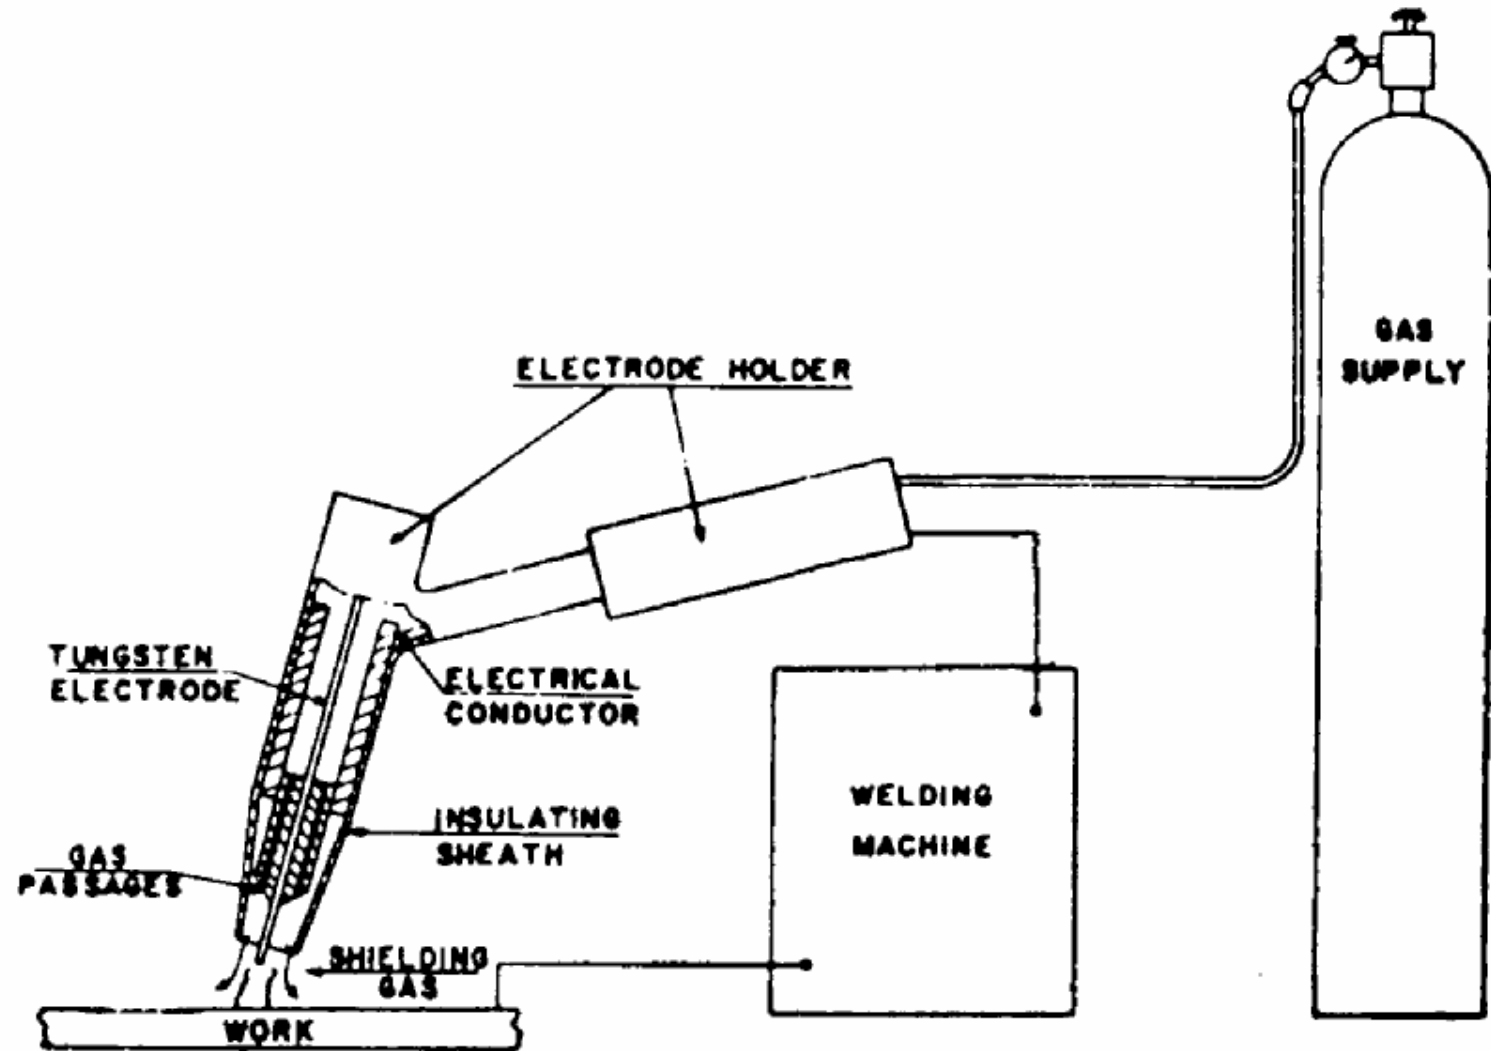 GAS
SUPPLY
ELECTRODE HOLDER
TUNGSTEN
ELECTRODE
ELECTRICAL
CONDUCTOR
WELDING
MACHINE
INSULATING
SHEATH
GAS
PASSAGES
SHIELDING
GAS
WORK